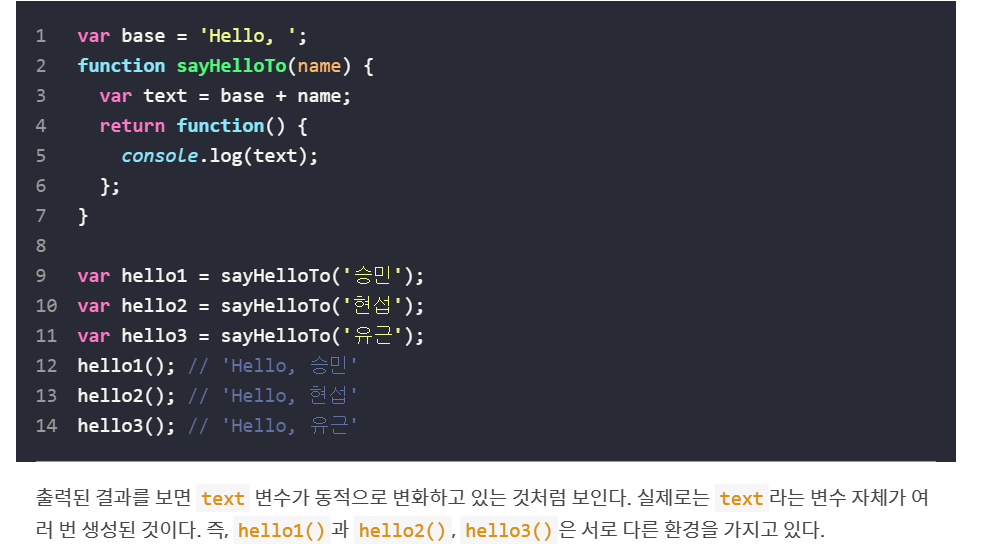 1 var base = 'Hello, ';
2 function sayHelloTo(name) {
3   var text = base + name;
4   return function() {
5     console.log(text);
6   };
7 }
8
9 var hello1 = sayHelloTo('승민');
10 var hello2 = sayHelloTo('현섭');
11 var hello3 = sayHelloTo('유근');
12 hello1(); // 'Hello, 승민'
13 hello2(); // 'Hello, 현섭'
14 hello3(); // 'Hello, 유근'
출력된 결과를 보면 text 변수가 동적으로 변화하고 있는 것처럼 보인다. 실제로는 text라는 변수 자체가 여
러 번 생성된 것이다. 즉, hello1()과 hello2(), hello3()은 서로 다른 환경을 가지고 있다.